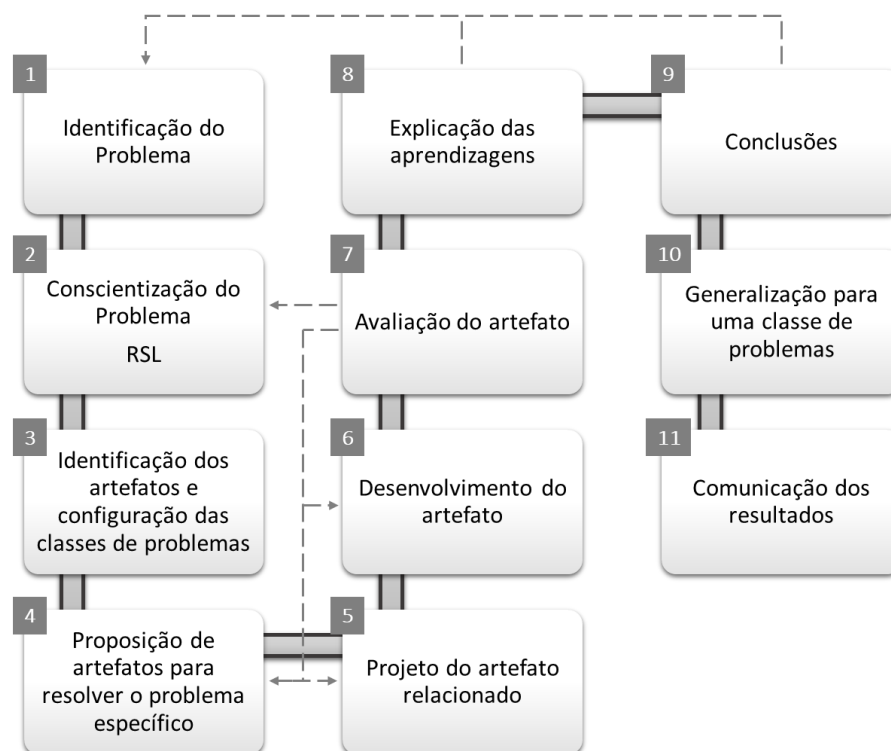 1
Identificação do
Problema
2
Conscientização do
Problema
RSL
3
Identificação dos
artefatos e
configuração das
classes de problemas
4
Proposição de
artefatos para
resolver o problema
específico
5
Projeto do artefato
relacionado
6
Desenvolvimento do
artefato
7
Avaliação do artefato
8
Explicação das
aprendizagens
9
Conclusões
10
Generalização para
uma classe de
problemas
11
Comunicação dos
resultados